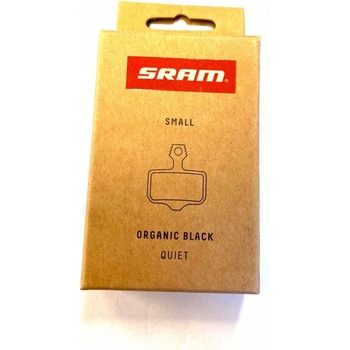 SRAM
SMALL
ORGANIC BLACK
QUIET